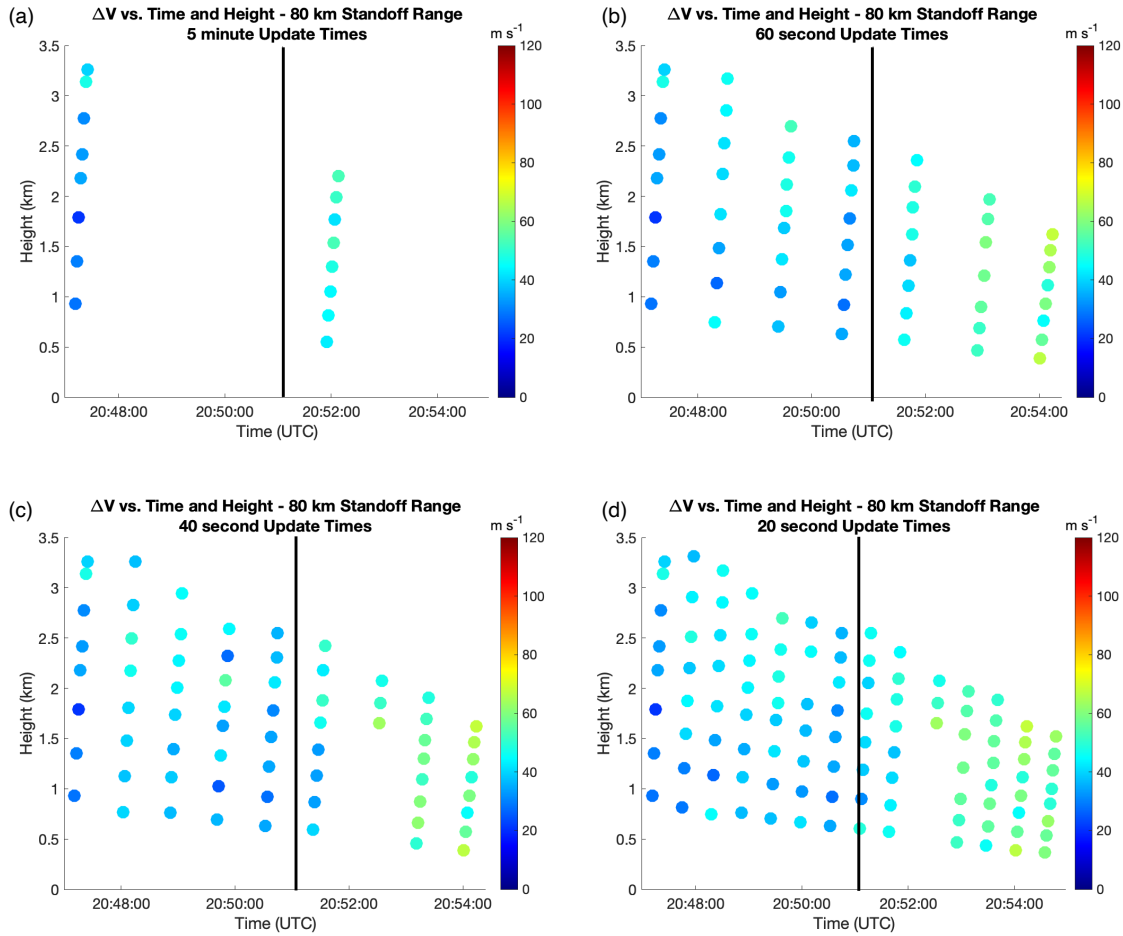 (a)
ΔV vs. Time and Height - 80 km Standoff Range
5 minute Update Times
m s⁻¹
Height (km)
3.5
3
2.5
2
1.5
1
0.5
0
20:48:00 20:50:00 20:52:00 20:54:00
Time (UTC)
120
100
80
60
40
20
0
(b)
ΔV vs. Time and Height - 80 km Standoff Range
60 second Update Times
m s⁻¹
Height (km)
3.5
3
2.5
2
1.5
1
0.5
0
20:48:00 20:50:00 20:52:00 20:54:00
Time (UTC)
120
100
80
60
40
20
0
(c)
ΔV vs. Time and Height - 80 km Standoff Range
40 second Update Times
m s⁻¹
Height (km)
3.5
3
2.5
2
1.5
1
0.5
0
20:48:00 20:50:00 20:52:00 20:54:00
Time (UTC)
120
100
80
60
40
20
0
(d)
ΔV vs. Time and Height - 80 km Standoff Range
20 second Update Times
m s⁻¹
Height (km)
3.5
3
2.5
2
1.5
1
0.5
0
20:48:00 20:50:00 20:52:00 20:54:00
Time (UTC)
120
100
80
60
40
20
0